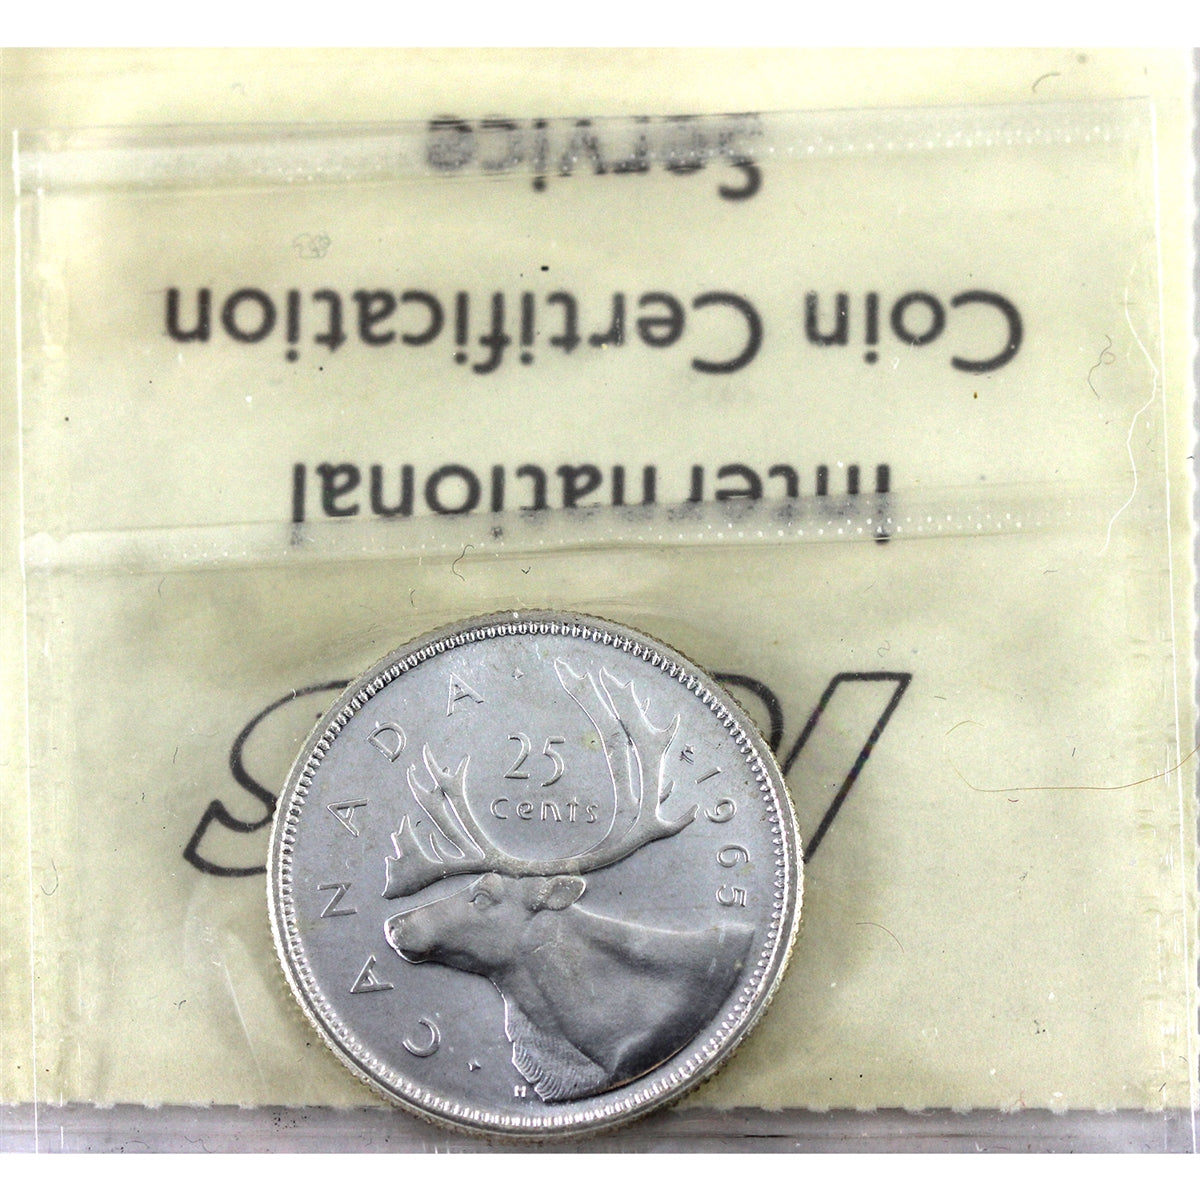 Service
Coin Certification
International
ICCS
CANADA
25
cents
1965
H